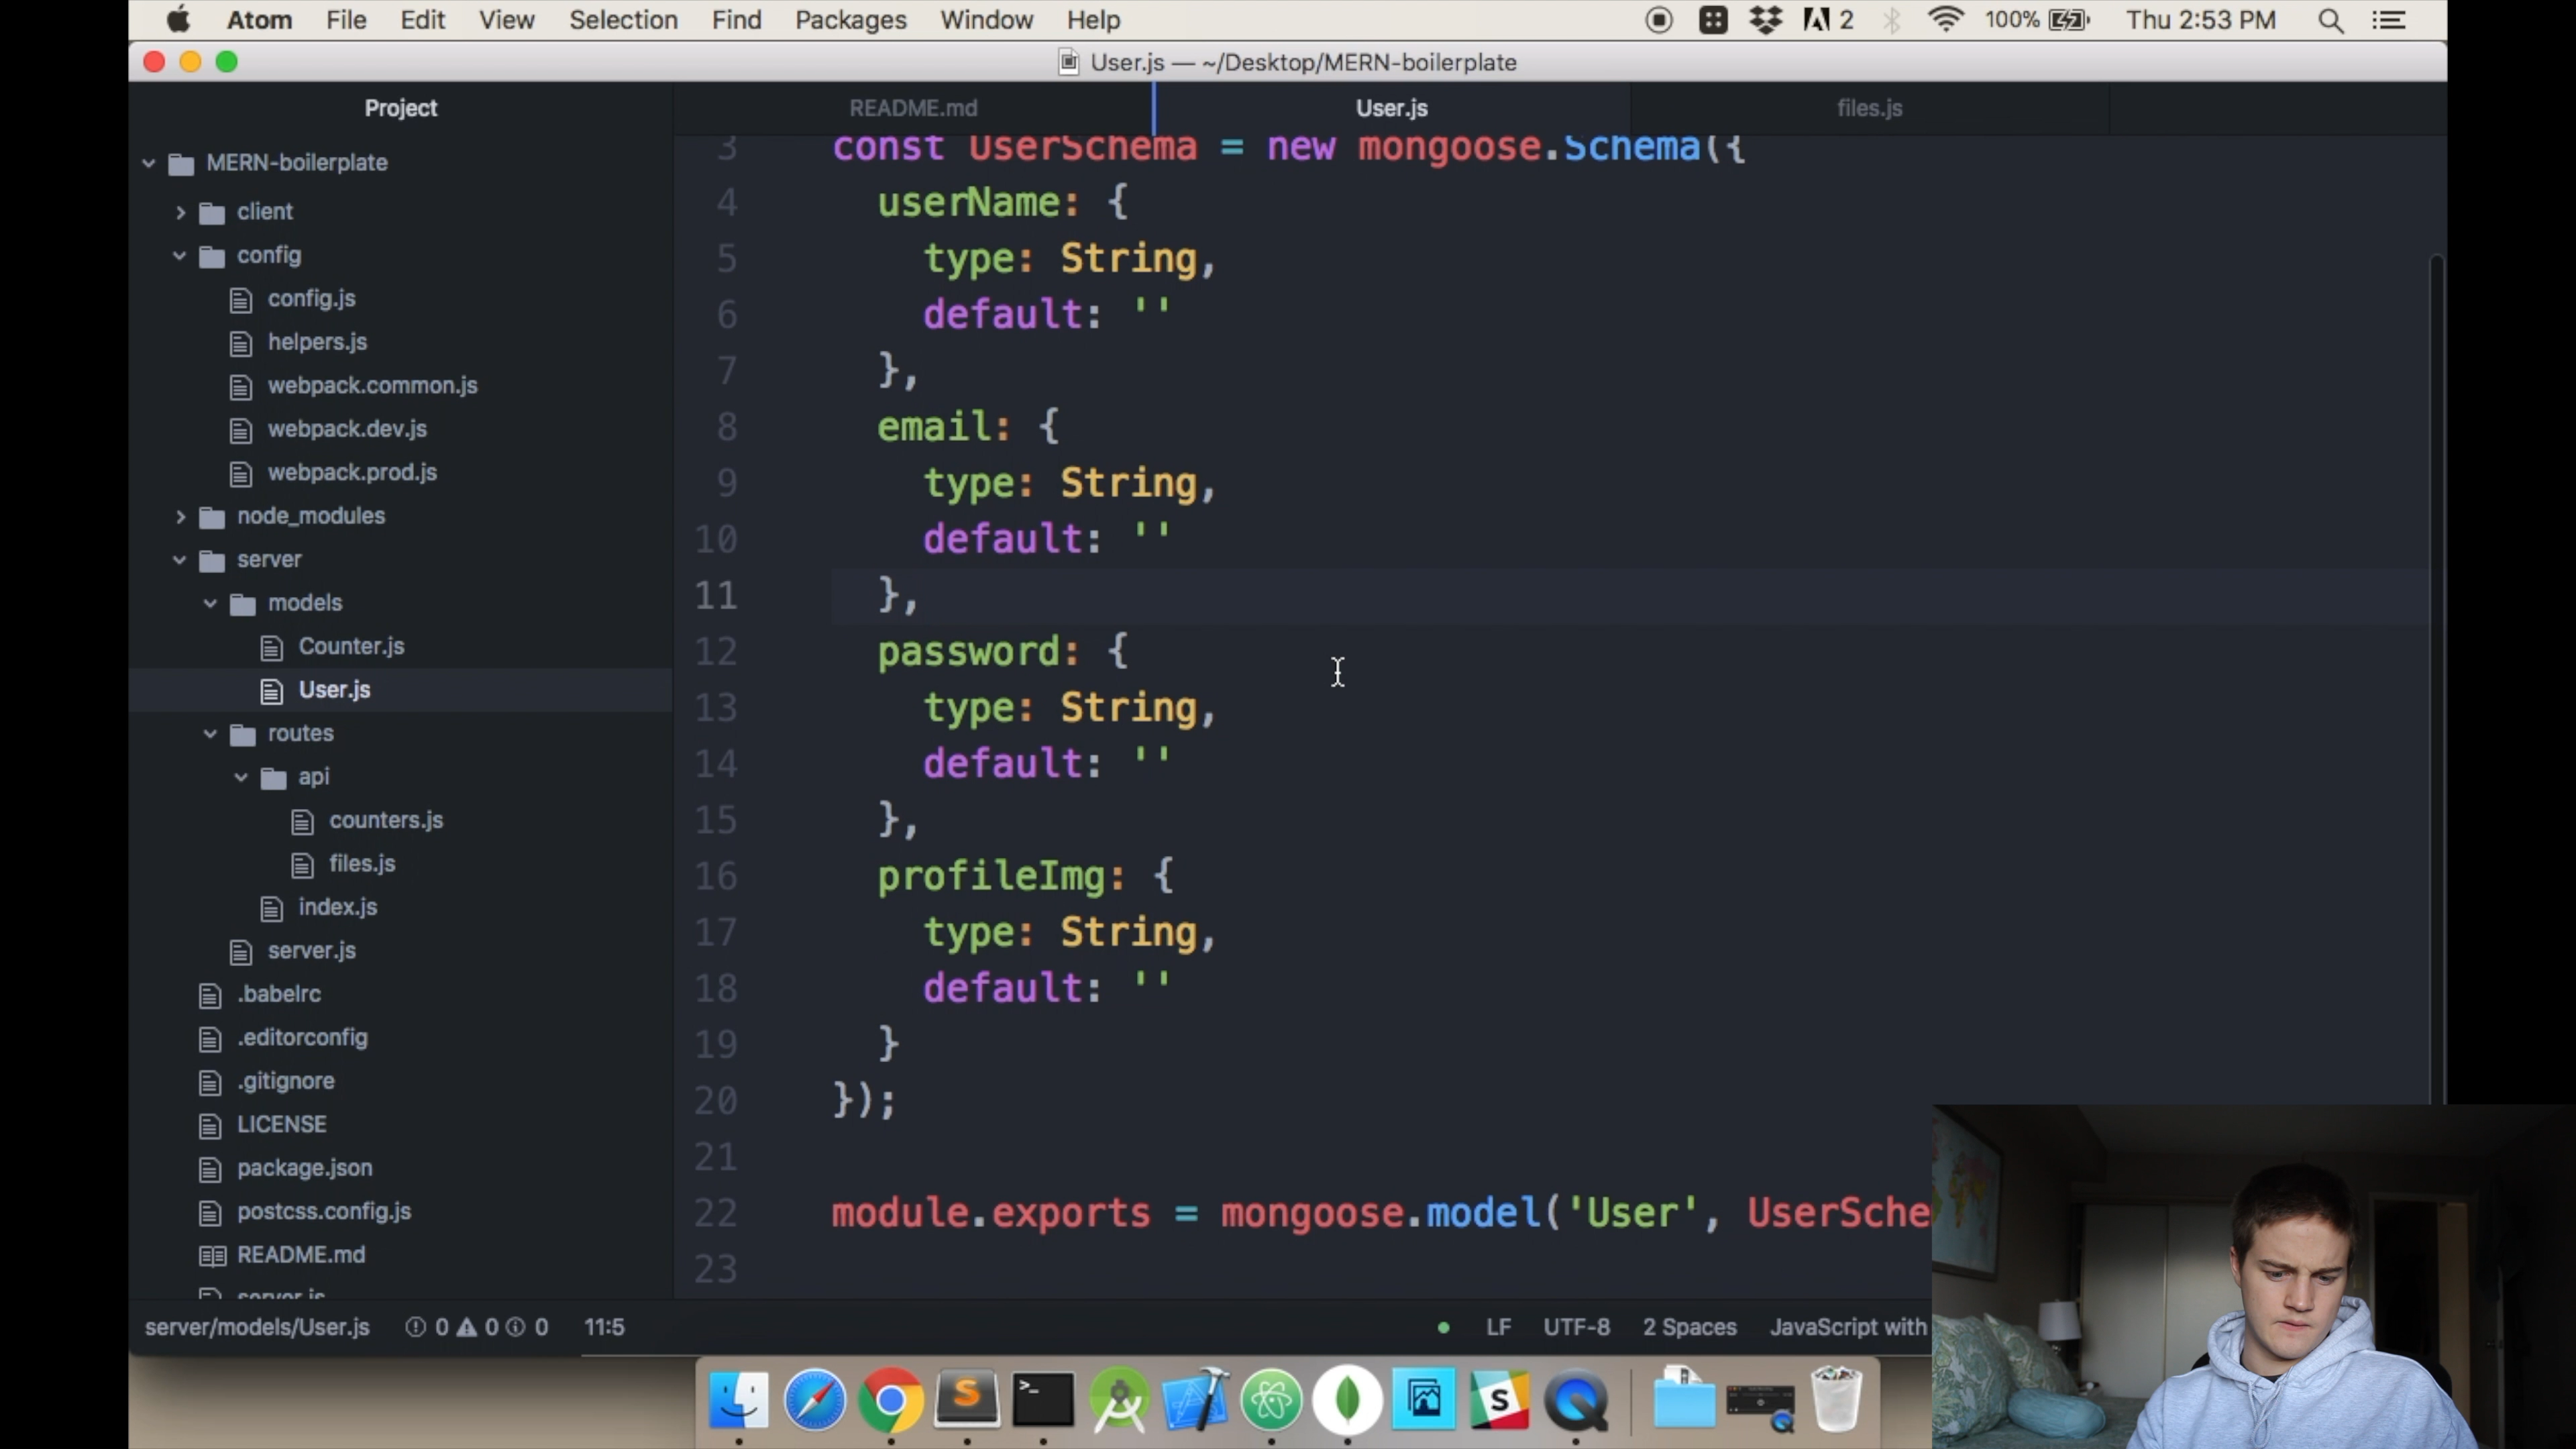 Atom File Edit View Selection Find Packages Window Help
2 100% Thu 2:53 PM
User.js — ~/Desktop/MERN-boilerplate
Project
MERN-boilerplate
client
config
config.js
helpers.js
webpack.common.js
webpack.dev.js
webpack.prod.js
node_modules
server
models
Counter.js
User.js
routes
api
counters.js
files.js
index.js
server.js
.babelrc
.editorconfig
.gitignore
LICENSE
package.json
postcss.config.js
README.md
server.js
README.md User.js files.js
3 const UserSchema = new mongoose.Schema({
4 userName: {
5 type: String,
6 default: ''
7 },
8 email: {
9 type: String,
10 default: ''
11 },
12 password: {
13 type: String,
14 default: ''
15 },
16 profileImg: {
17 type: String,
18 default: ''
19 }
20 });
21
22 module.exports = mongoose.model('User', UserSche
23
server/models/User.js 0 0 0 11:5 LF UTF-8 2 Spaces JavaScript with